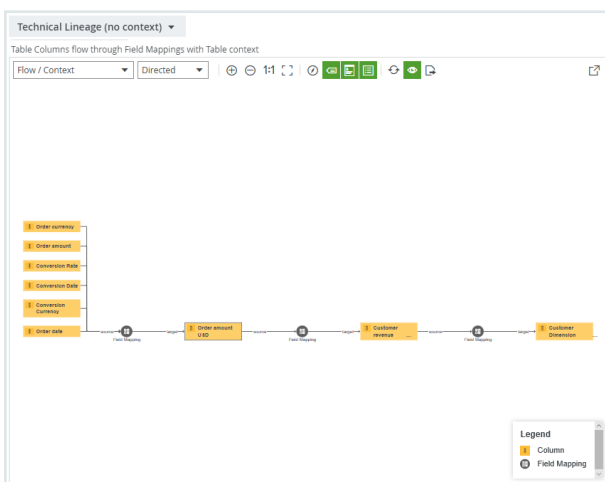 Technical Lineage (no context)
Table Columns flow through Field Mappings with Table context
Flow / Context
Directed
1:1
Order currency
Order amount
Conversion Rate
Conversion Date
Conversion
Currency
Order date
source
Field Mapping
target
Order amount
USD
source
Field Mapping
target
Customer
revenue ...
source
Field Mapping
target
Customer
Dimension ...
Legend
Column
Field Mapping